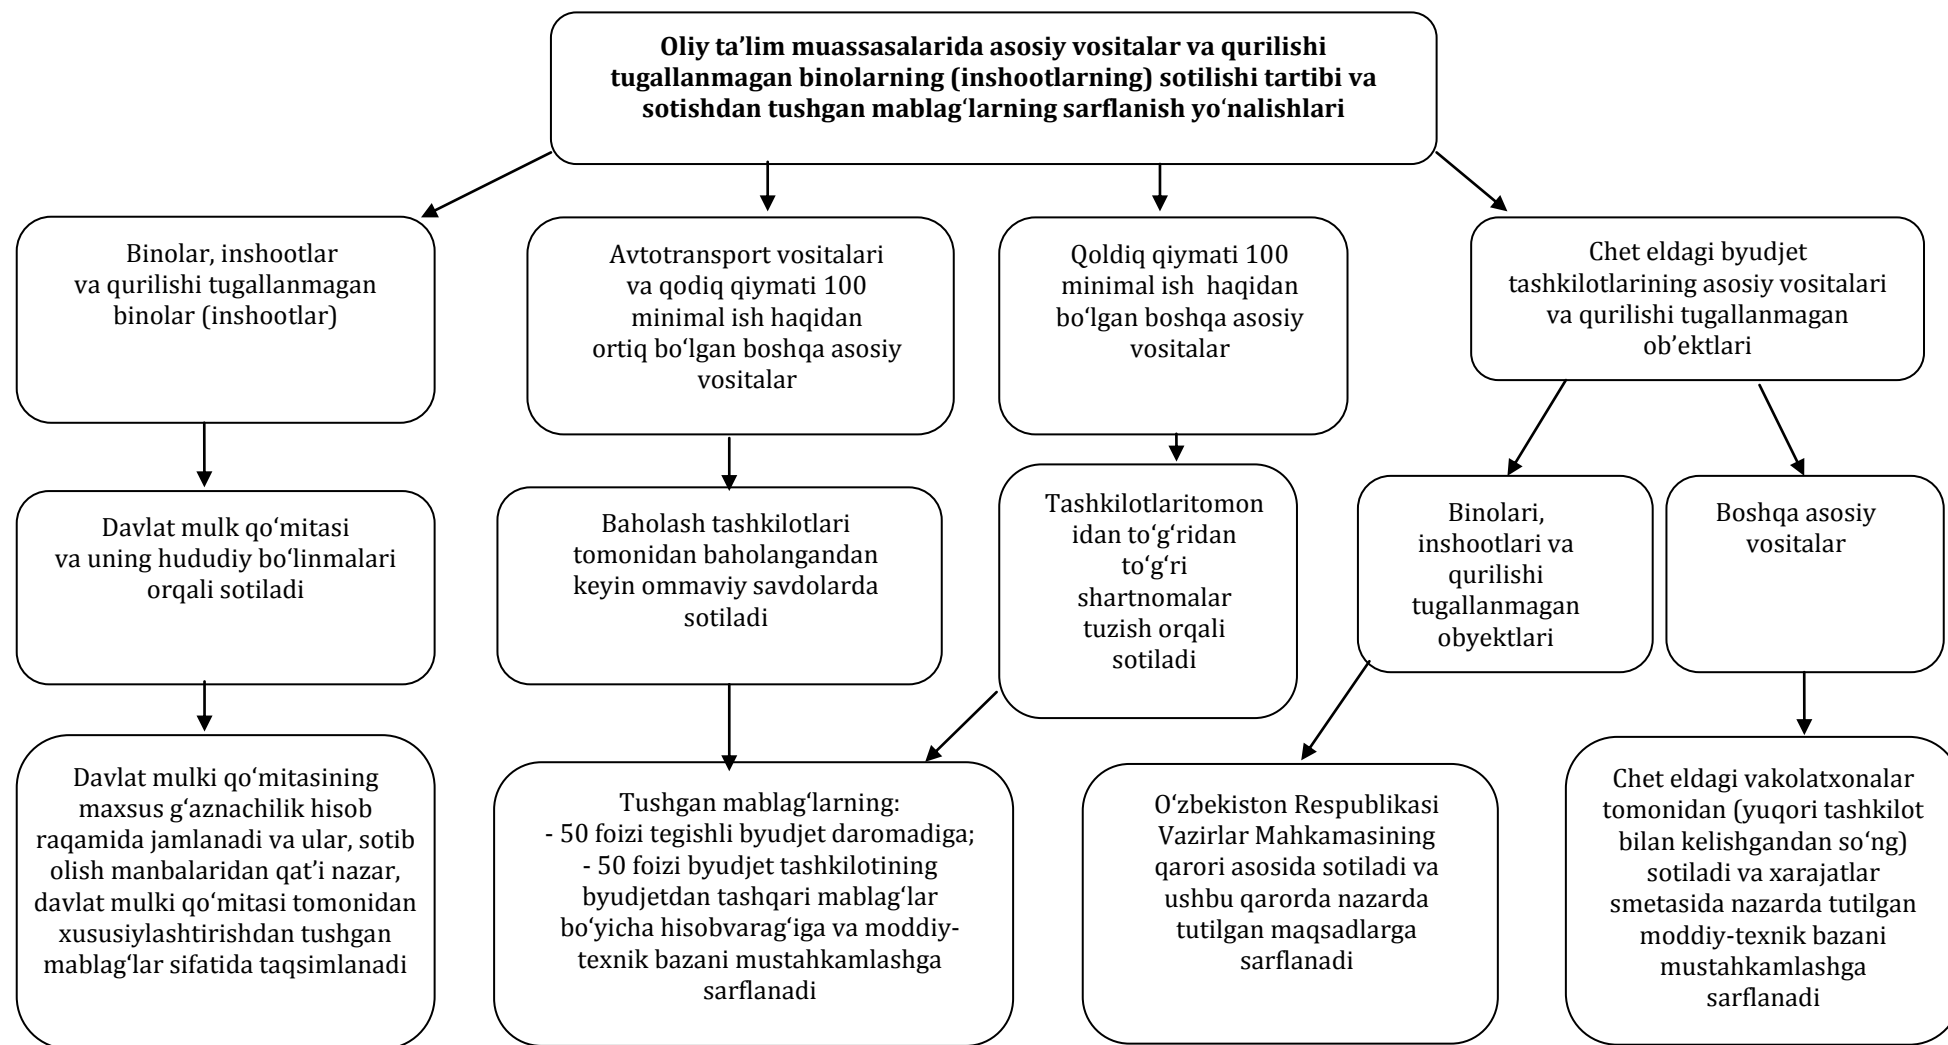 Oliy ta’lim muassasalarida asosiy vositalar va qurilishi
tugallanmagan binolarning (inshootlarning) sotilishi tartibi va
sotishdan tushgan mablag‘larning sarflanish yo‘nalishlari
Binolar, inshootlar
va qurilishi tugallanmagan
binolar (inshootlar)
Avtotransport vositalari
va qodiq qiymati 100
minimal ish haqidan
ortiq bo‘lgan boshqa asosiy
vositalar
Qoldiq qiymati 100
minimal ish haqidan
bo‘lgan boshqa asosiy
vositalar
Chet eldagi byudjet
tashkilotlarining asosiy vositalari
va qurilishi tugallanmagan
ob’ektlari
Davlat mulk qo‘mitasi
va uning hududiy bo‘linmalari
orqali sotiladi
Baholash tashkilotlari
tomonidan baholangandan
keyin ommaviy savdolarda
sotiladi
Tashkilotlaritomon
idan to‘g‘ridan
to‘g‘ri
shartnomalar
tuzish orqali
sotiladi
Binolari,
inshootlari va
qurilishi
tugallanmagan
obyektlari
Boshqa asosiy
vositalar
Davlat mulki qo‘mitasining
maxsus g‘aznachilik hisob
raqamida jamlanadi va ular, sotib
olish manbalaridan qat’i nazar,
davlat mulki qo‘mitasi tomonidan
xususiylashtirishdan tushgan
mablag‘lar sifatida taqsimlanadi
Tushgan mablag‘larning:
- 50 foizi tegishli byudjet daromadiga;
- 50 foizi byudjet tashkilotining
byudjetdan tashqari mablag‘lar
bo‘yicha hisobvarag‘iga va moddiy-
texnik bazani mustahkamlashga
sarflanadi
O‘zbekiston Respublikasi
Vazirlar Mahkamasining
qarori asosida sotiladi va
ushbu qarorda nazarda
tutilgan maqsadlarga
sarflanadi
Chet eldagi vakolatxonalar
tomonidan (yuqori tashkilot
bilan kelishgandan so‘ng)
sotiladi va xarajatlar
smetasida nazarda tutilgan
moddiy-texnik bazani
mustahkamlashga
sarflanadi